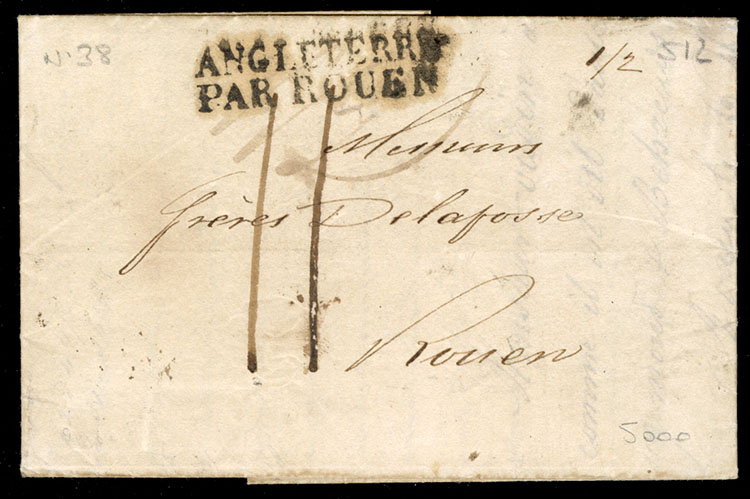 N·38
ANGLETERRE
PAR ROUEN
1/2
512
11
Messieurs
frères Delafosse
Rouen
5000